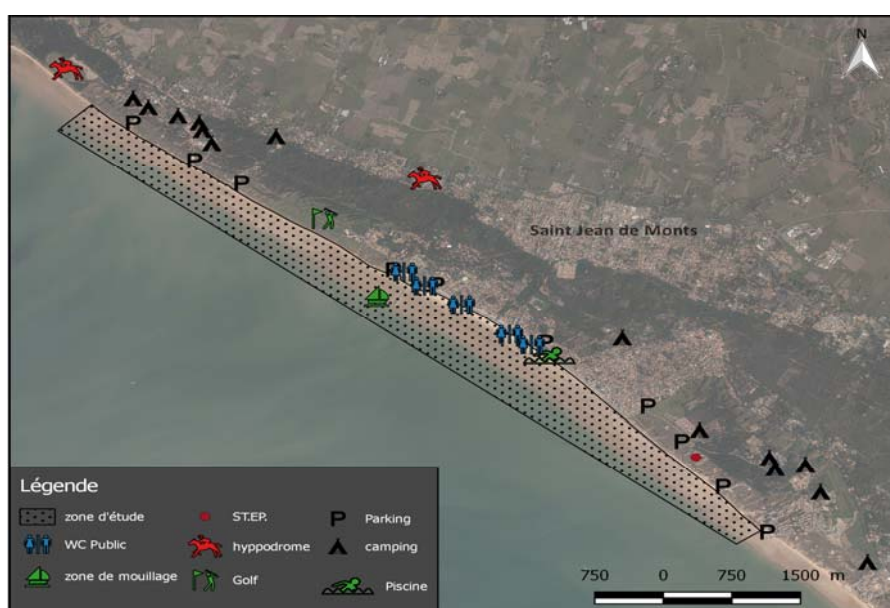 N
P
P
P
Saint Jean de Monts
P
P
P
P
P
P
P
Légende
zone d'étude
ST.EP.
P Parking
WC Public
hyppodrome
camping
zone de mouillage
Golf
Piscine
750 0 750 1500 m